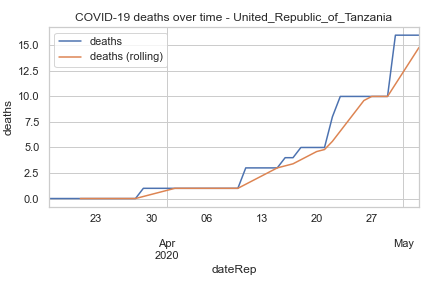 COVID-19 deaths over time - United_Republic_of_Tanzania
deaths
deaths (rolling)
deaths
15.0
12.5
10.0
7.5
5.0
2.5
0.0
23 30 06 13 20 27
Apr May
2020
dateRep